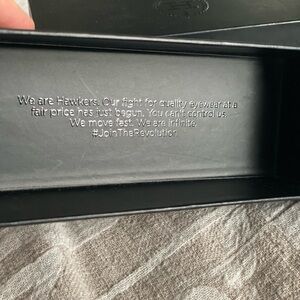 We are Hawkers. Our fight for quality eyewear at a
fair price has just begun. You can't control us.
We move fast. We are infinite.
#JoinTheRevolution